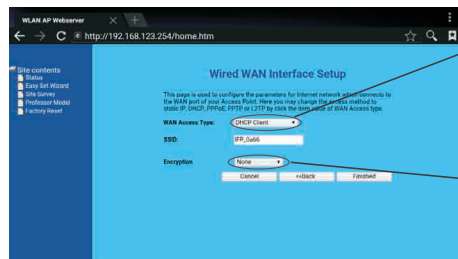 WLAN AP Webserver
http://192.168.123.254/home.htm
Site contents
Status
Easy Set Wizard
Site Survey
Professor Model
Factory Reset
Wired WAN Interface Setup
This page is used to configure the parameters for Internet network which connects to
the WAN port of your Access Point. Here you may change the access method to
static IP, DHCP, PPPoE, PPTP or L2TP by click the item value of WAN Access type.
WAN Access Type: DHCP Client
SSID: IFP_0a66
Encryption None
Cancel <<Back Finished